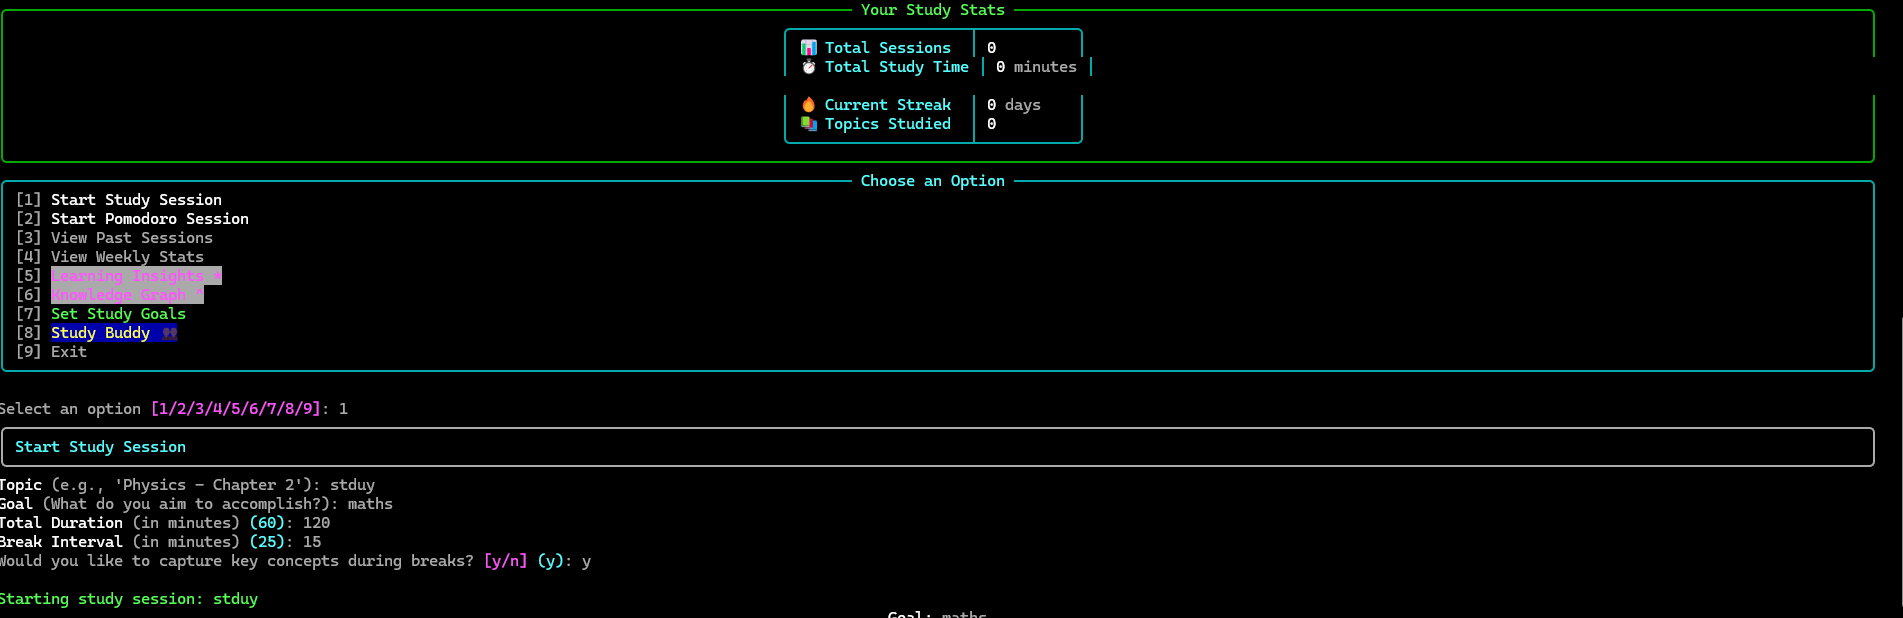 Your Study Stats
📊 Total Sessions 0
⏱️ Total Study Time 0 minutes
🔥 Current Streak 0 days
📚 Topics Studied 0
Choose an Option
[1] Start Study Session
[2] Start Pomodoro Session
[3] View Past Sessions
[4] View Weekly Stats
[5] Learning Insights *
[6] Knowledge Graph
[7] Set Study Goals
[8] Study Buddy 👥
[9] Exit
Select an option [1/2/3/4/5/6/7/8/9]: 1
Start Study Session
Topic (e.g., 'Physics - Chapter 2'): stduy
Goal (What do you aim to accomplish?): maths
Total Duration (in minutes) (60): 120
Break Interval (in minutes) (25): 15
Would you like to capture key concepts during breaks? [y/n] (y): y
Starting study session: stduy
Goal: maths